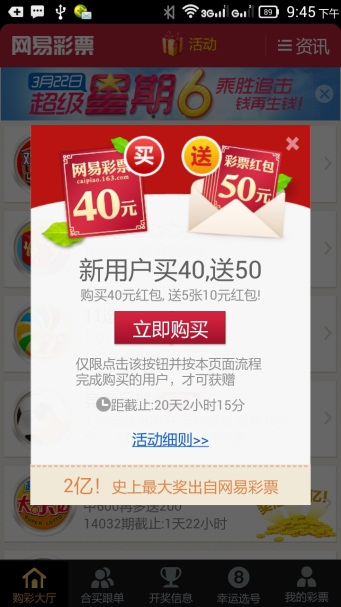 3G
G
89
9:45 下午
网易彩票
活动
资讯
3月22日
超级星期6
乘胜追击
钱再生钱!
网易彩票
caipiao.163.com
40元
买
送
彩票红包
50元
新用户买40,送50
购买40元红包, 送5张10元红包!
立即购买
仅限点击该按钮并按本页面流程
完成购买的用户，才可获赠
距截止:20天2小时15分
活动细则>>
2亿！史上最大奖出自网易彩票
中600再多送200
14032期截止:1天22小时
购彩大厅
合买跟单
开奖信息
8
幸运选号
我的彩票